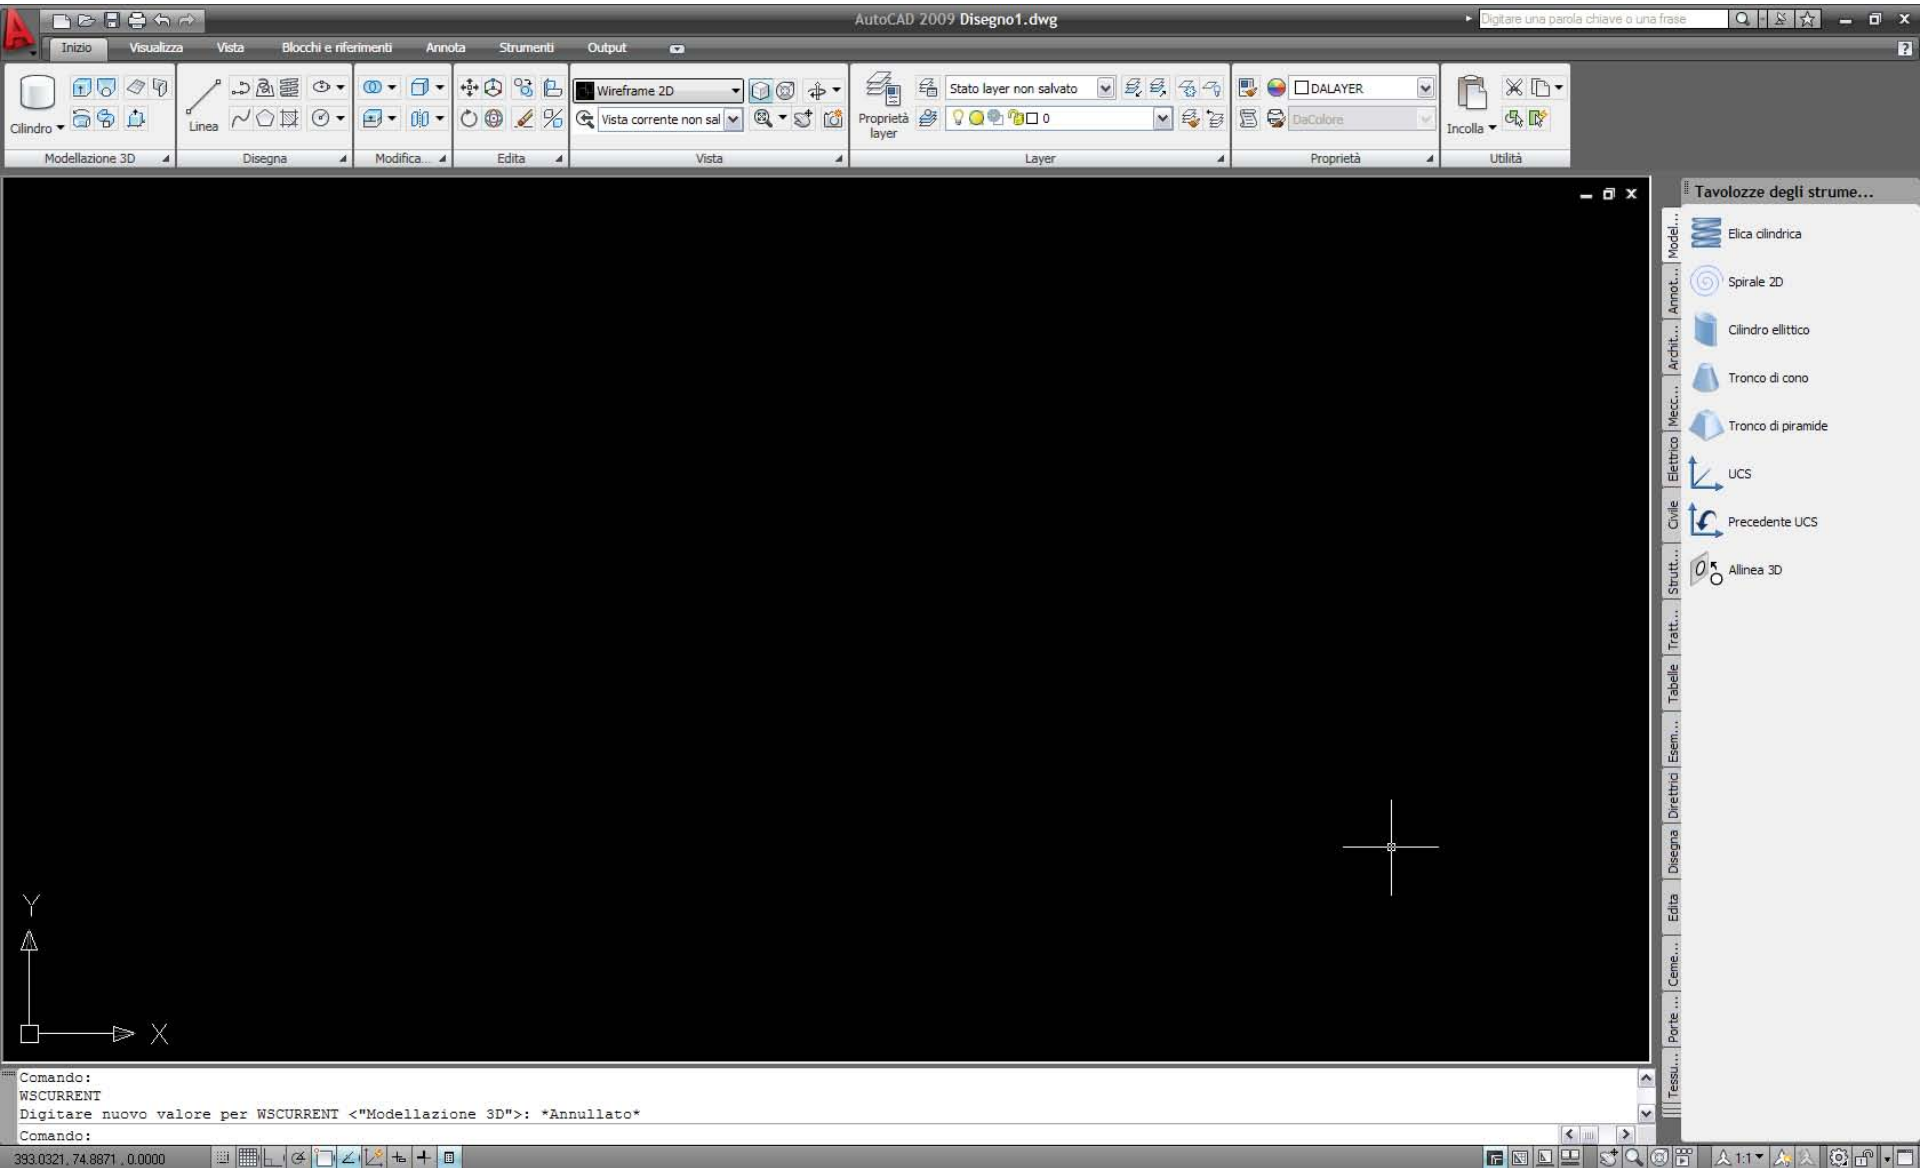 AutoCAD 2009 Disegno1.dwg
Digitare una parola chiave o una frase
Inizio Visualizza Vista Blocchi e riferimenti Annota Strumenti Output
Wireframe 2D
Stato layer non salvato
DALAYER
Cilindro
Linea
Vista corrente non sal
Proprietà layer
0
DaColore
Incolla
Modellazione 3D Disegna Modifica... Edita Vista Layer Proprietà Utilità
Tavolozze degli strume...
Model...
Annot...
Archit...
Mecc...
Elettrico
Civile
Strutt...
Tratt...
Tabelle
Esem...
Direttrici
Disegna
Edita
Ceme...
Porte ...
Tessu...
Elica cilindrica
Spirale 2D
Cilindro ellittico
Tronco di cono
Tronco di piramide
UCS
Precedente UCS
Allinea 3D
Y
X
Comando:
WSCURRENT
Digitare nuovo valore per WSCURRENT <"Modellazione 3D">: *Annullato*
Comando:
393.0321, 74.8871 , 0.0000
1:1